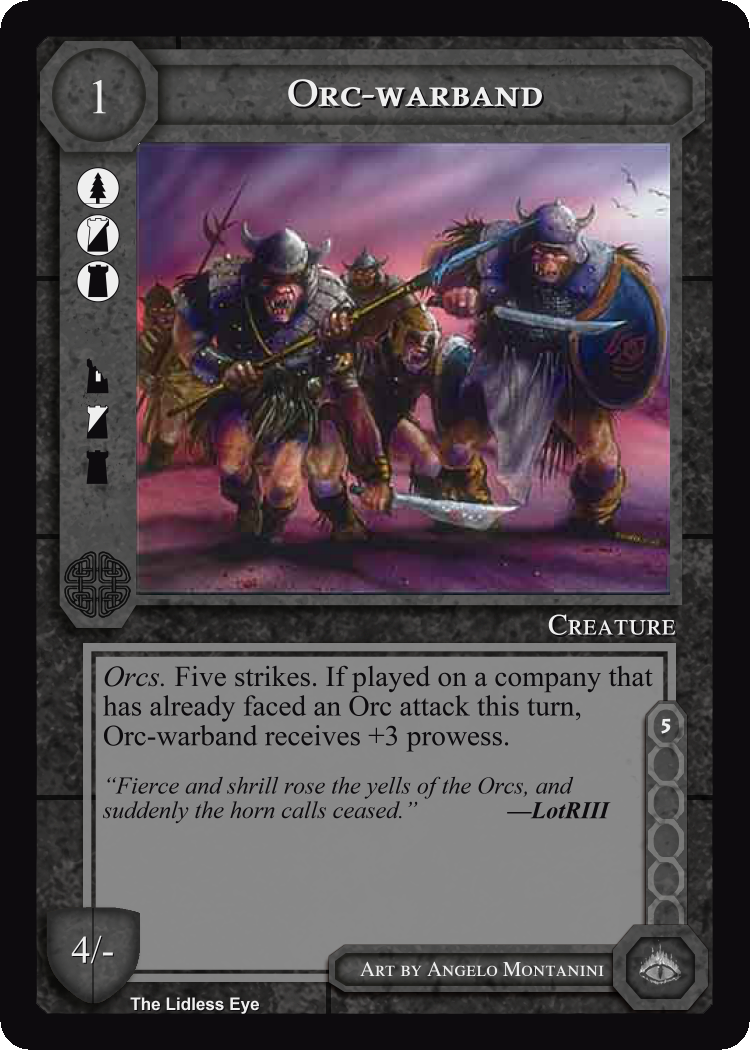 1
Orc-warband
Creature
Orcs. Five strikes. If played on a company that
has already faced an Orc attack this turn,
Orc-warband receives +3 prowess.
5
“Fierce and shrill rose the yells of the Orcs, and
suddenly the horn calls ceased.” —LotRIII
4/-
Art by Angelo Montanini
The Lidless Eye